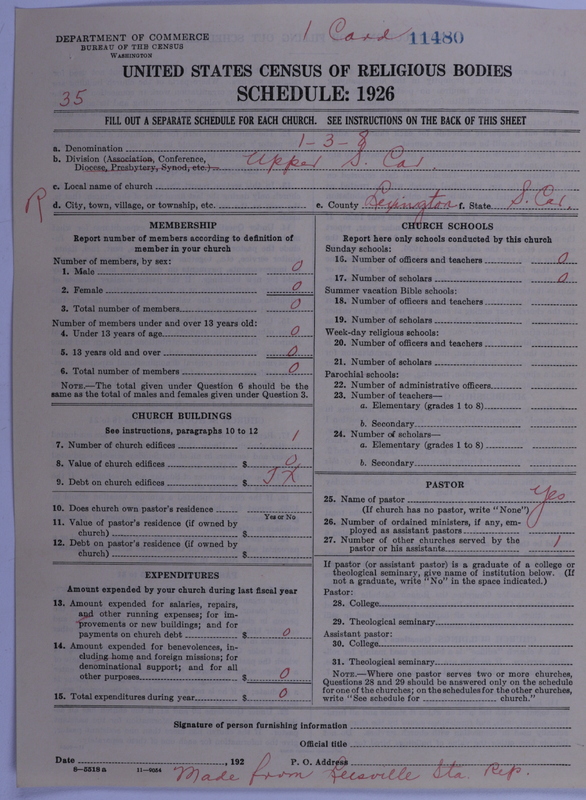 DEPARTMENT OF COMMERCE
BUREAU OF THE CENSUS
WASHINGTON
1 Card 11480
UNITED STATES CENSUS OF RELIGIOUS BODIES
35
SCHEDULE: 1926
FILL OUT A SEPARATE SCHEDULE FOR EACH CHURCH. SEE INSTRUCTIONS ON THE BACK OF THIS SHEET
a. Denomination 1-3-8
b. Division (Association, Conference, Diocese, Presbytery, Synod, etc.) Upper S. Car.
c. Local name of church
R
d. City, town, village, or township, etc. e. County Lexington f. State S. Car.
MEMBERSHIP
Report number of members according to definition of
member in your church
Number of members, by sex:
1. Male 0
2. Female 0
3. Total number of members 0
Number of members under and over 13 years old:
4. Under 13 years of age 0
5. 13 years old and over 0
6. Total number of members 0
NOTE.—The total given under Question 6 should be the
same as the total of males and females given under Question 3.
CHURCH BUILDINGS
See instructions, paragraphs 10 to 12
7. Number of church edifices 1
8. Value of church edifices $ 0
9. Debt on church edifices $ JX
10. Does church own pastor's residence
Yes or No
11. Value of pastor's residence (if owned by
church) $
12. Debt on pastor's residence (if owned by
church) $
EXPENDITURES
Amount expended by your church during last fiscal year
13. Amount expended for salaries, repairs,
and other running expenses; for im-
provements or new buildings; and for
payments on church debt $ 0
14. Amount expended for benevolences, in-
cluding home and foreign missions; for
denominational support; and for all
other purposes $ 0
15. Total expenditures during year $ 0
CHURCH SCHOOLS
Report here only schools conducted by this church
Sunday schools:
16. Number of officers and teachers 0
17. Number of scholars 0
Summer vacation Bible schools:
18. Number of officers and teachers
19. Number of scholars
Week-day religious schools:
20. Number of officers and teachers
21. Number of scholars
Parochial schools:
22. Number of administrative officers
23. Number of teachers—
a. Elementary (grades 1 to 8)
b. Secondary
24. Number of scholars—
a. Elementary (grades 1 to 8)
b. Secondary
PASTOR
25. Name of pastor Yes
(If church has no pastor, write "None")
26. Number of ordained ministers, if any, em-
ployed as assistant pastors
27. Number of other churches served by the
pastor or his assistants 1
If pastor (or assistant pastor) is a graduate of a college or
theological seminary, give name of institution below. (If
not a graduate, write "No" in the space indicated.)
Pastor:
28. College
29. Theological seminary
Assistant pastor:
30. College
31. Theological seminary
NOTE.—Where one pastor serves two or more churches,
Questions 28 and 29 should be answered only on the schedule
for one of the churches; on the schedules for the other churches,
write "See schedule for church."
Signature of person furnishing information
Official title
Date , 192 P. O. Address
8—5518 a 11—8664
Made from Leesville Sta. Rep.